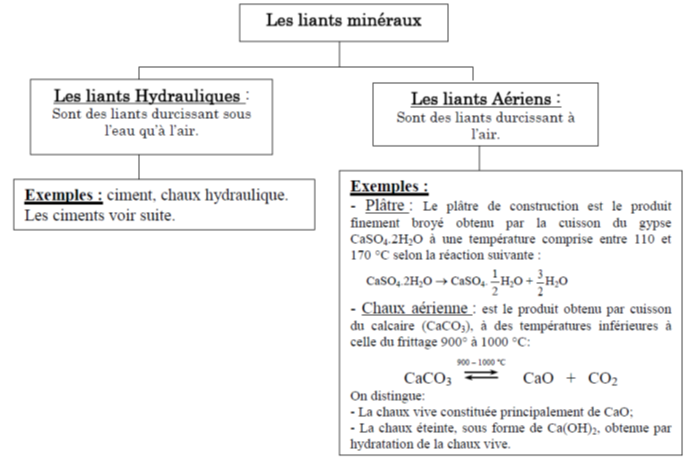 Les liants minéraux
Les liants Hydrauliques :
Sont des liants durcissant sous
l'eau qu'à l'air.
Les liants Aériens :
Sont des liants durcissant à
l'air.
Exemples : ciment, chaux hydraulique.
Les ciments voir suite.
Exemples :
- Plâtre : Le plâtre de construction est le produit
finement broyé obtenu par la cuisson du gypse
CaSO₄.2H₂O à une température comprise entre 110 et
170 °C selon la réaction suivante :
CaSO₄.2H₂O → CaSO₄.1/2H₂O + 3/2H₂O
- Chaux aérienne : est le produit obtenu par cuisson
du calcaire (CaCO₃), à des températures inférieures à
celle du frittage 900° à 1000 °C:
900 – 1000 °C
CaCO₃ ⇌ CaO + CO₂
On distingue:
- La chaux vive constituée principalement de CaO;
- La chaux éteinte, sous forme de Ca(OH)₂, obtenue par
hydratation de la chaux vive.